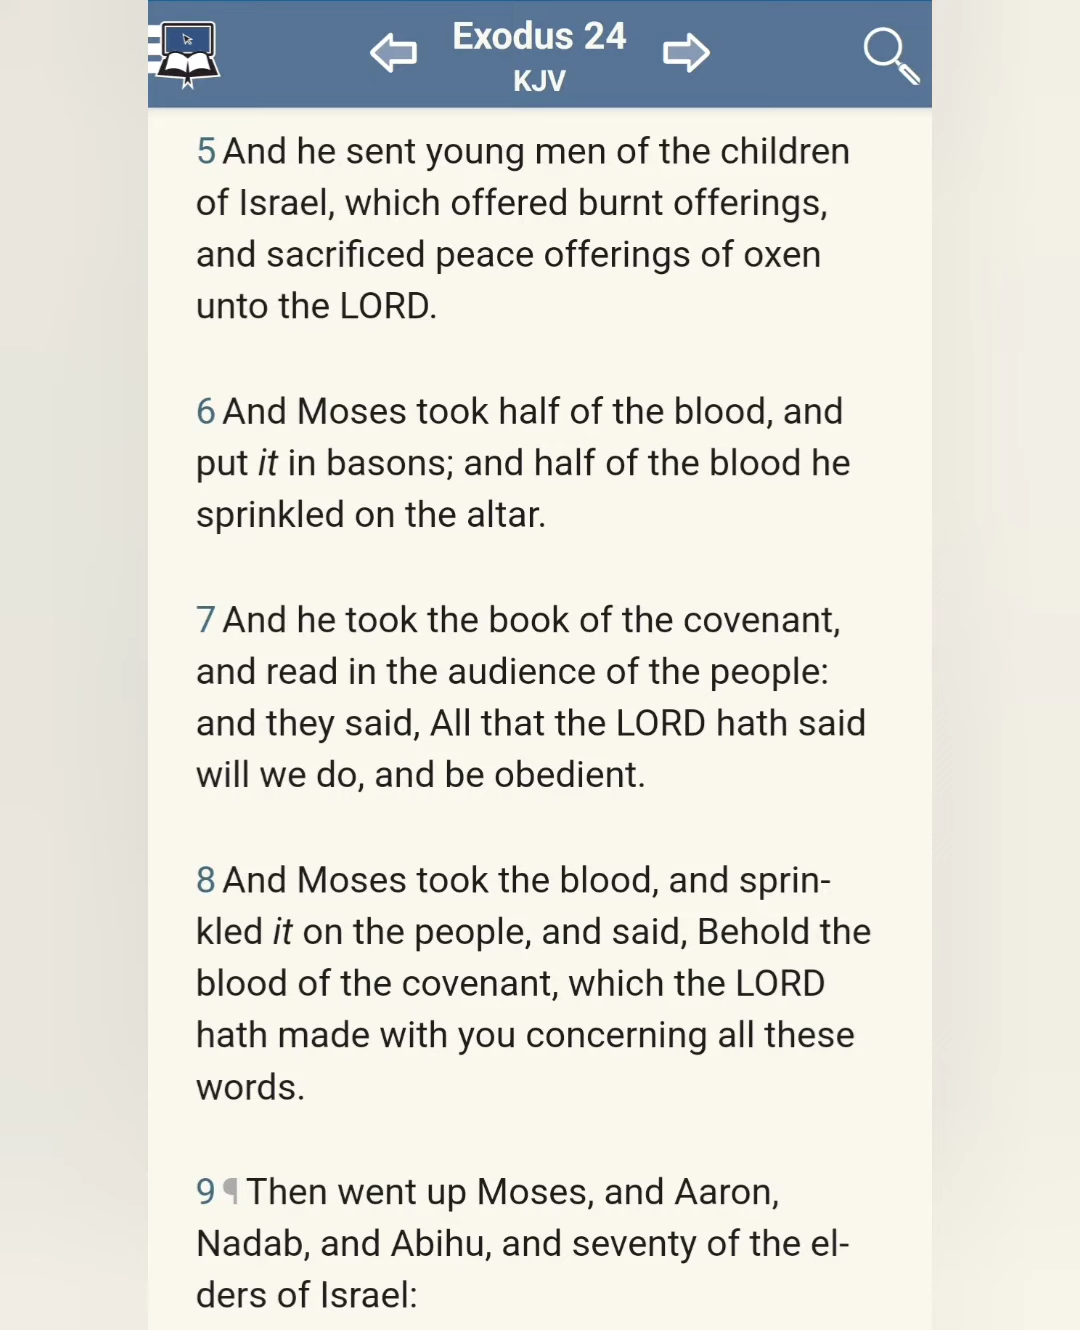 Exodus 24
KJV
5 And he sent young men of the children
of Israel, which offered burnt offerings,
and sacrificed peace offerings of oxen
unto the LORD.
6 And Moses took half of the blood, and
put it in basons; and half of the blood he
sprinkled on the altar.
7 And he took the book of the covenant,
and read in the audience of the people:
and they said, All that the LORD hath said
will we do, and be obedient.
8 And Moses took the blood, and sprin-
kled it on the people, and said, Behold the
blood of the covenant, which the LORD
hath made with you concerning all these
words.
9 ¶ Then went up Moses, and Aaron,
Nadab, and Abihu, and seventy of the el-
ders of Israel: